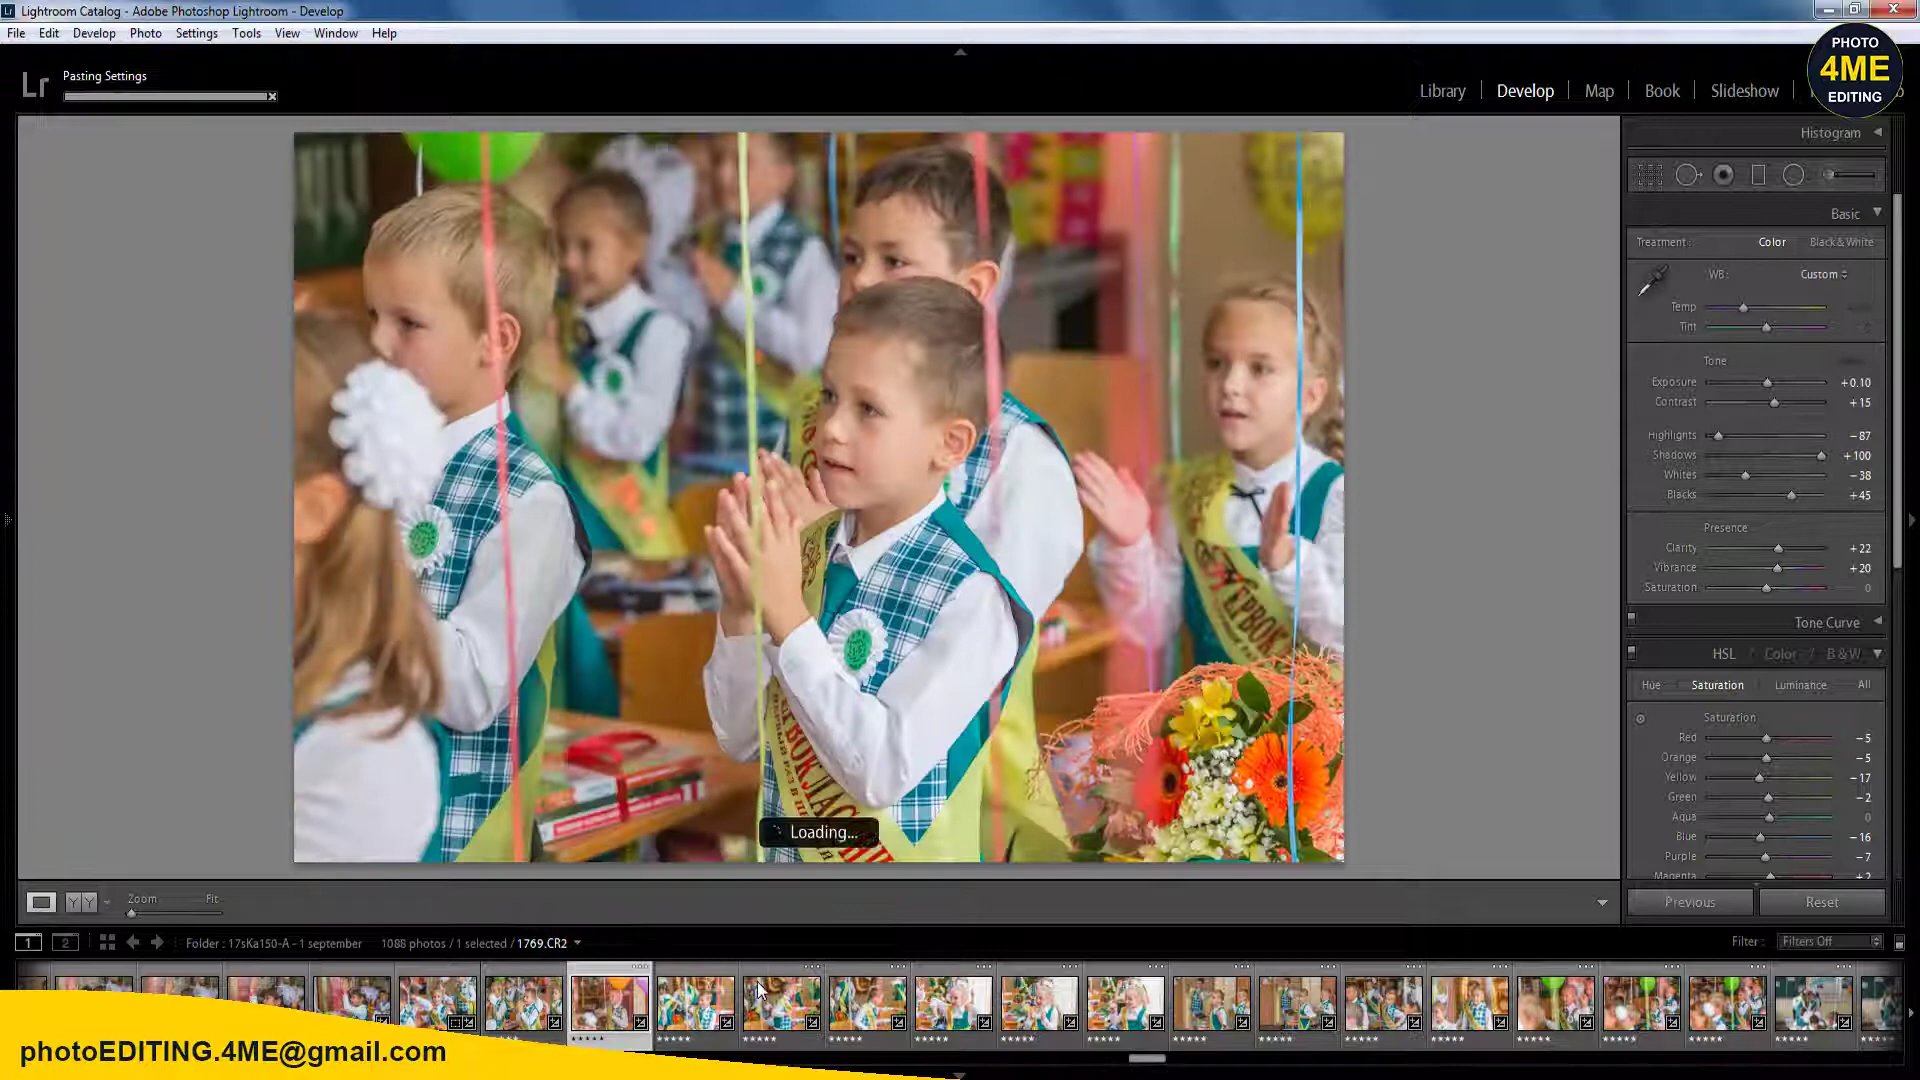 Lightroom Catalog - Adobe Photoshop Lightroom - Develop
File Edit Develop Photo Settings Tools View Window Help
PHOTO
4ME
EDITING
Lr
Pasting Settings
Library Develop Map Book Slideshow
Histogram
Basic
Treatment : Color Black & White
WB : Custom
Temp
Tint
Tone
Exposure +0.10
Contrast +15
Highlights -87
Shadows +100
Whites -38
Blacks +45
Presence
Clarity +22
Vibrance +20
Saturation 0
Tone Curve
HSL / Color / B & W
Hue Saturation Luminance All
Saturation
Red -5
Orange -5
Yellow -17
Green -2
Aqua 0
Blue -16
Purple -7
Magenta +2
Loading...
Previous Reset
Zoom Fit
1 2 Folder : 17sKa150-A - 1 september 1088 photos / 1 selected / 1769.CR2
Filter : Filters Off
photoEDITING.4ME@gmail.com